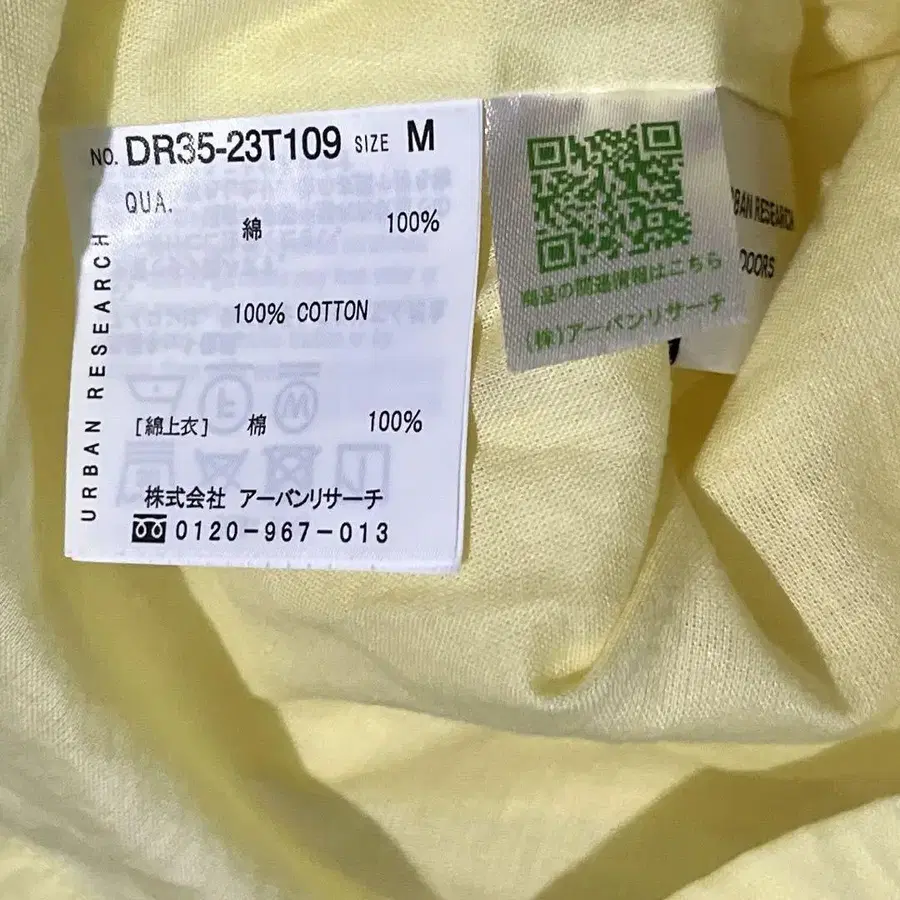 NO. DR35-23T109 SIZE M
QUA.
綿 100%
100% COTTON
[綿上衣] 棉 100%
株式会社 アーバンリサーチ
0120-967-013
URBAN RESEARCH
商品の関連情報はこちら
(株)アーバンリサーチ
BAN RESEARCH
DOORS